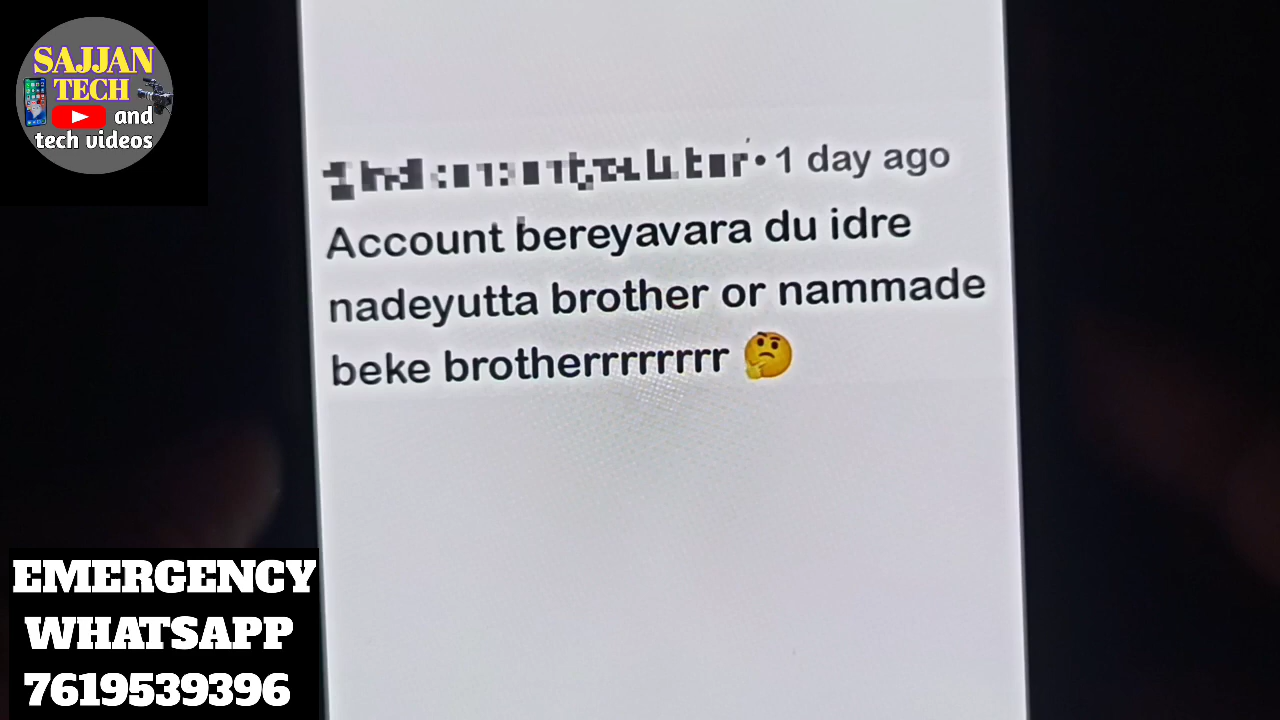 SAJJAN
TECH
and
tech videos
• 1 day ago
Account bereyavara du idre
nadeyutta brother or nammade
beke brotherrrrrrrr 🤔
EMERGENCY
WHATSAPP
7619539396